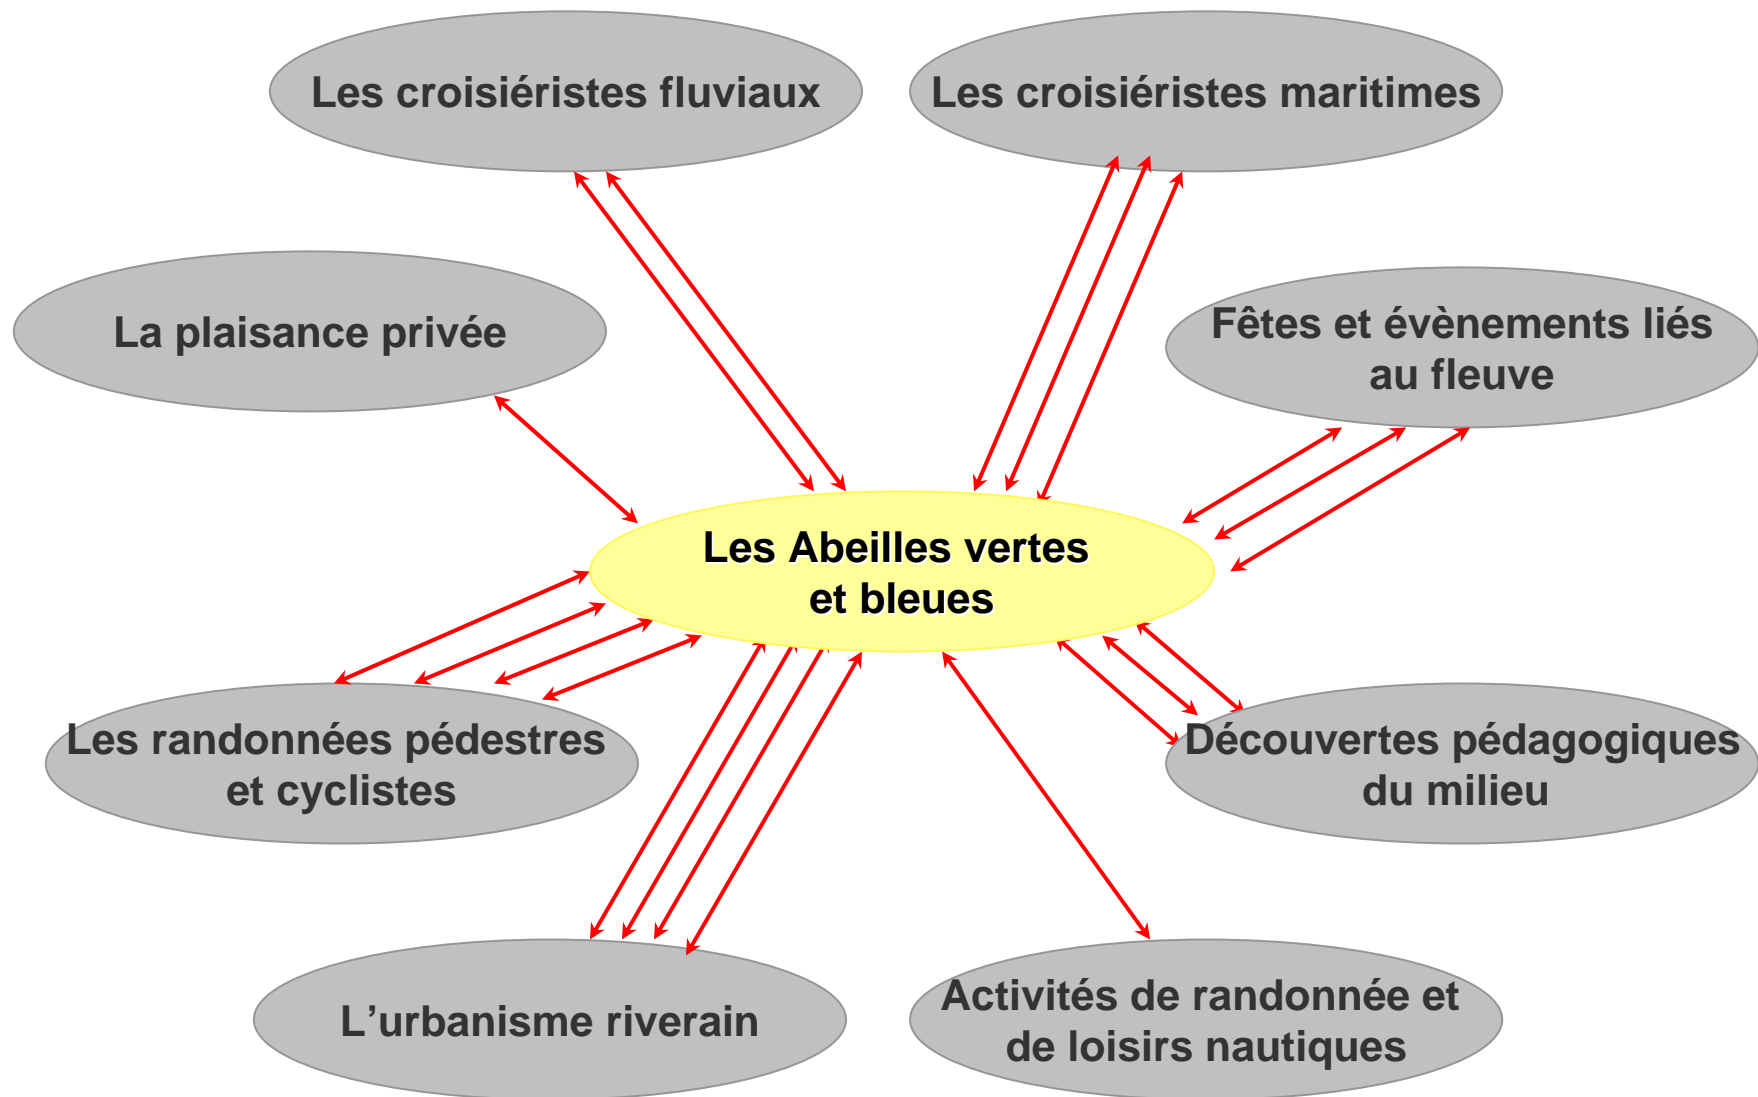 Les croisiéristes fluviaux
Les croisiéristes maritimes
La plaisance privée
Fêtes et évènements liés
au fleuve
Les Abeilles vertes
et bleues
Les randonnées pédestres
et cyclistes
Découvertes pédagogiques
du milieu
L’urbanisme riverain
Activités de randonnée et
de loisirs nautiques